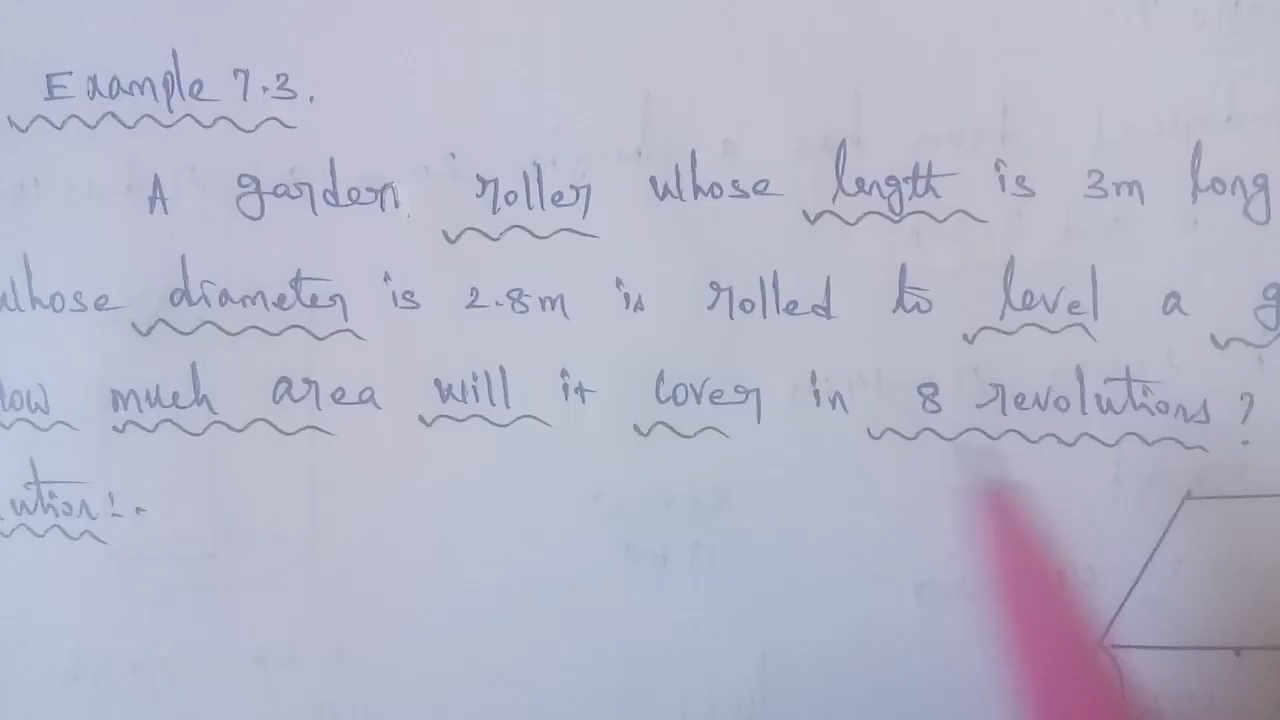 Example 7.3.
A garden roller whose length is 3m long
whose diameter is 2.8m is rolled to level a
much area will it cover in 8 revolutions?